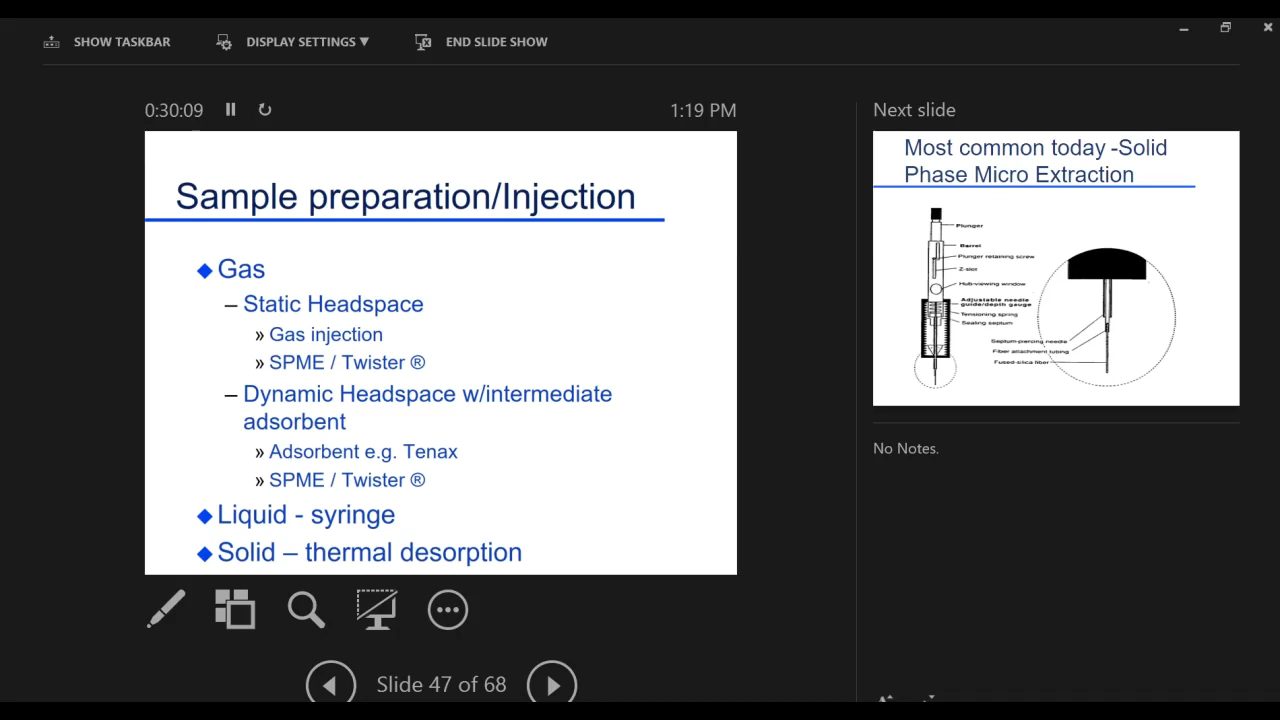 SHOW TASKBAR
DISPLAY SETTINGS ▼
END SLIDE SHOW
0:30:09
1:19 PM
Sample preparation/Injection
◆ Gas
– Static Headspace
» Gas injection
» SPME / Twister ®
– Dynamic Headspace w/intermediate
adsorbent
» Adsorbent e.g. Tenax
» SPME / Twister ®
◆ Liquid - syringe
◆ Solid – thermal desorption
Slide 47 of 68
Next slide
Most common today -Solid
Phase Micro Extraction
Plunger
Barrel
Plunger retaining screw
Z-slot
Hub-viewing window
Adjustable needle
guide/depth gauge
Tensioning spring
Sealing septum
Septum-piercing needle
Fiber attachment tubing
Fused-silica fiber
No Notes.